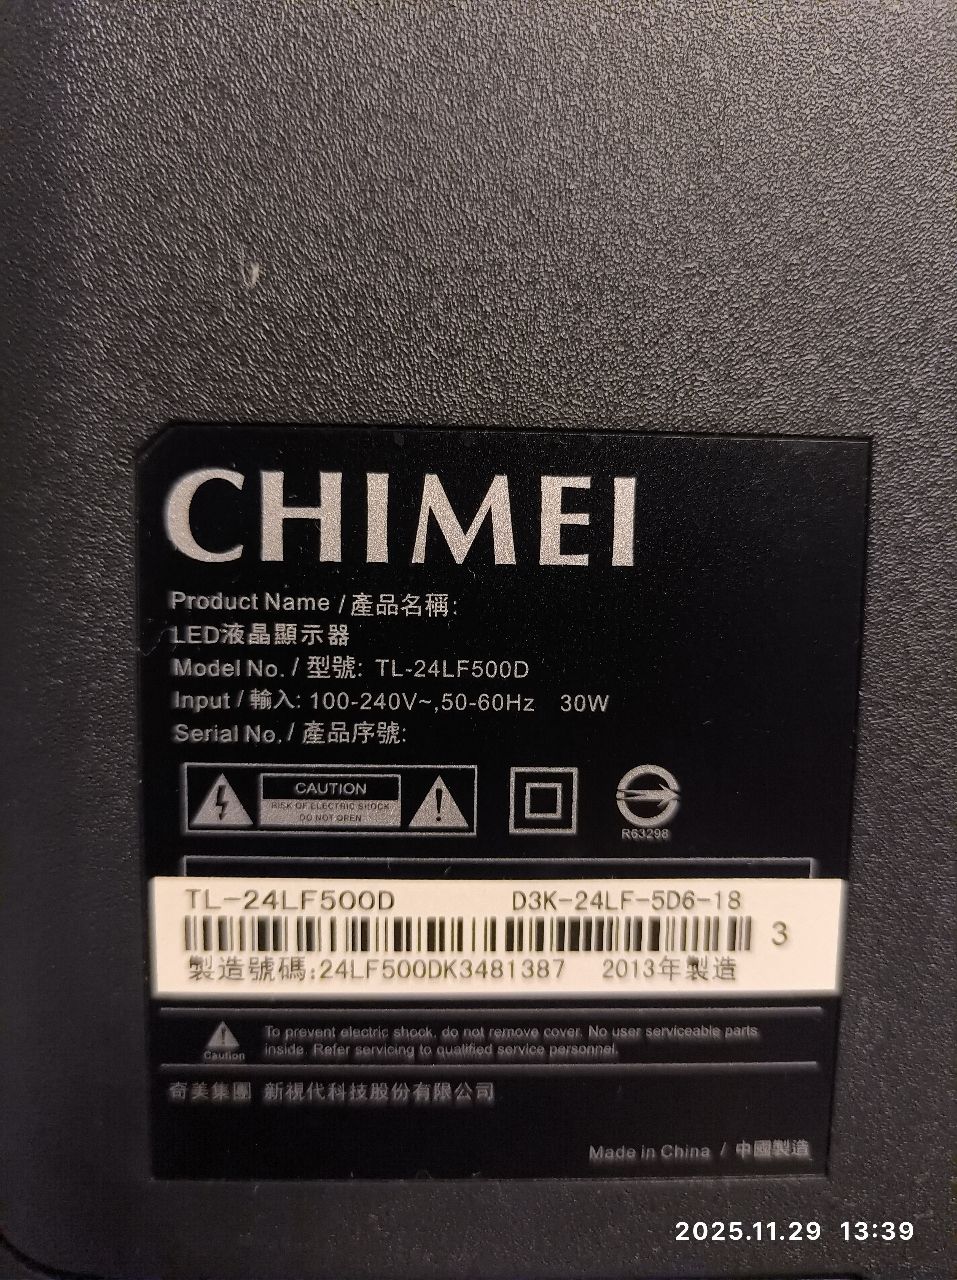 CHIMEI
Product Name / 產品名稱:
LED液晶顯示器
Model No. / 型號: TL-24LF500D
Input / 輸入: 100-240V~,50-60Hz 30W
Serial No. / 產品序號:
CAUTION
RISK OF ELECTRIC SHOCK
DO NOT OPEN
R63298
TL-24LF500D D3K-24LF-5D6-18
3
製造號碼:24LF500DK3481387 2013年製造
To prevent electric shock, do not remove cover. No user serviceable parts
Caution inside. Refer servicing to qualified service personnel.
奇美集團 新視代科技股份有限公司
Made in China / 中國製造
2025.11.29 13:39